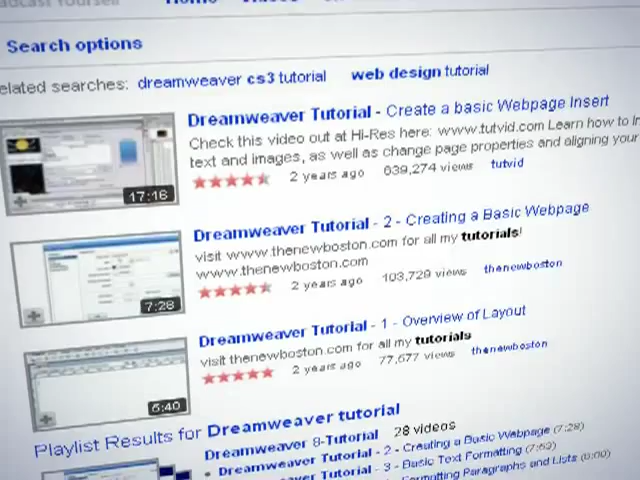 Broadcast Yourself Home Videos
Search options
elated searches: dreamweaver cs3 tutorial web design tutorial
Dreamweaver Tutorial - Create a basic Webpage Insert
Check this video out at Hi-Res here: www.tutvid.com Learn how to in
text and images, as well as change page properties and aligning your
17:16
2 years ago 639,274 views tutvid
Dreamweaver Tutorial - 2 - Creating a Basic Webpage
visit www.thenewboston.com for all my tutorials!
www.thenewboston.com
7:28
2 years ago 103,729 views thenewboston
Dreamweaver Tutorial - 1 - Overview of Layout
visit thenewboston.com for all my tutorials
2 years ago 77,677 views thenewboston
6:40
Playlist Results for Dreamweaver tutorial
Dreamweaver 8-Tutorial 28 videos
Dreamweaver Tutorial - 2 - Creating a Basic Webpage (7:28)
Tutorial - 3 - Basic Text Formatting
Formatting Paragraphs and Lists